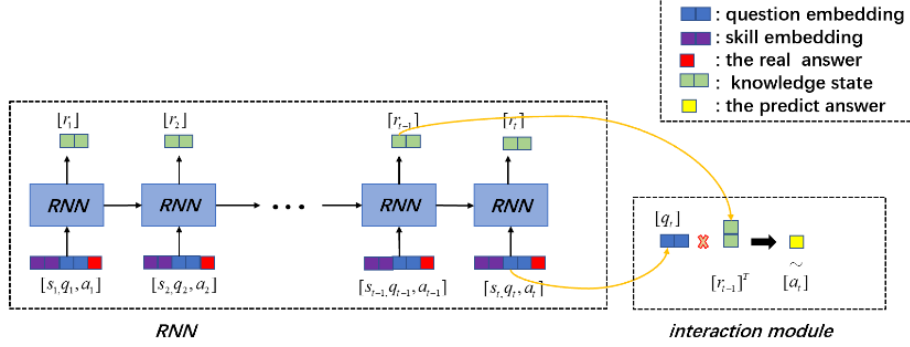 : question embedding
: skill embedding
: the real answer
: knowledge state
: the predict answer
⌊r₁⌋ ⌊r₂⌋ ⌈rₜ₋₁⌉ ⌈rₜ⌉
RNN RNN ••• RNN RNN
[s₁,q₁,a₁] [s₂,q₂,a₂] ⌈sₜ₋₁,qₜ₋₁,aₜ₋₁⌉ ⌈sₜ,qₜ,aₜ⌉
[qₜ]
[rₜ₋₁]ᵀ
~
[aₜ]
RNN
interaction module